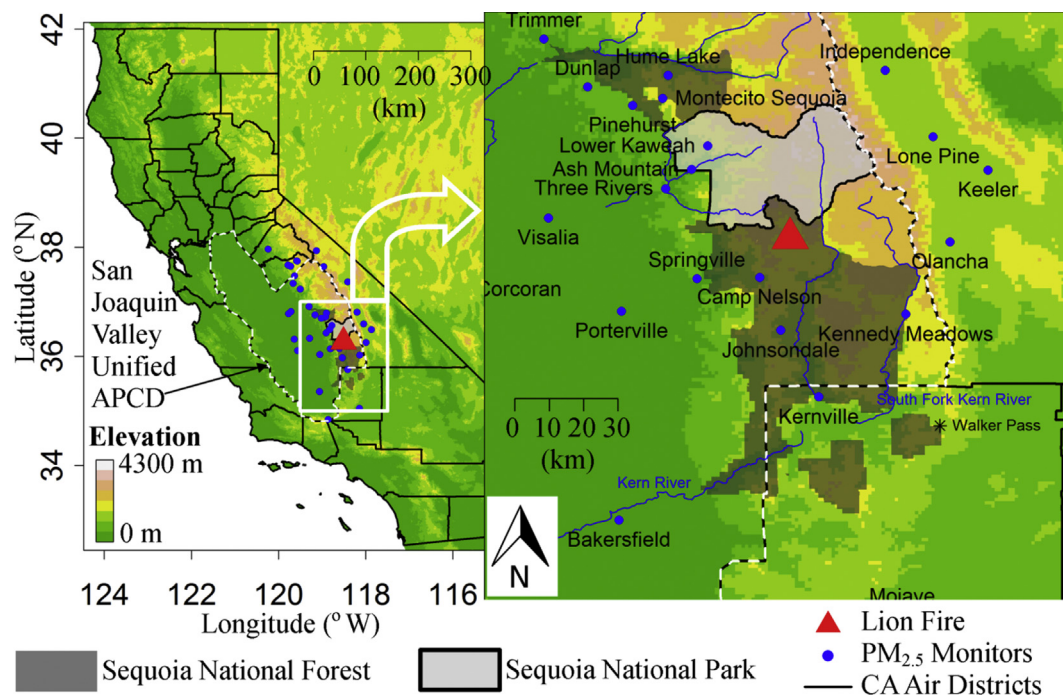 42
40
38
36
34
Latitude (° N)
124
122
120
118
116
Longitude (° W)
0 100 200 300
(km)
San
Joaquin
Valley
Unified
APCD
Elevation
4300 m
0 m
Trimmer
Hume Lake
Independence
Dunlap
Montecito Sequoia
Pinehurst
Lower Kaweah
Ash Mountain
Three Rivers
Lone Pine
Keeler
Visalia
Olancha
Springville
Corcoran
Camp Nelson
Porterville
Kennedy Meadows
Johnsondale
South Fork Kern River
Kernville
Walker Pass
0 10 20 30
(km)
Kern River
Bakersfield
N
Mojave
Sequoia National Forest
Sequoia National Park
Lion Fire
PM2.5 Monitors
CA Air Districts